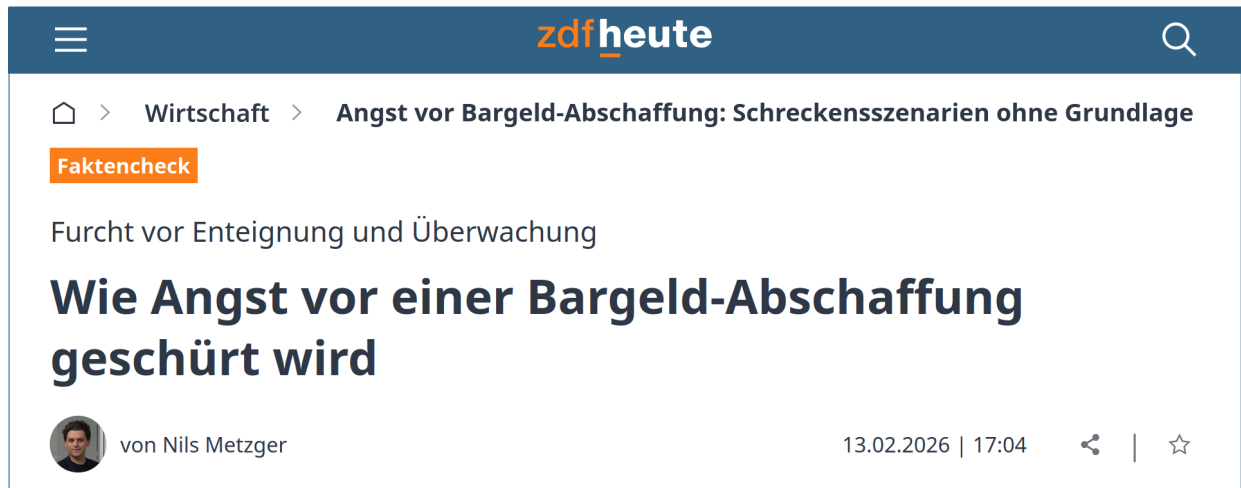 zdfheute
Wirtschaft > Angst vor Bargeld-Abschaffung: Schreckensszenarien ohne Grundlage
Faktencheck
Furcht vor Enteignung und Überwachung
Wie Angst vor einer Bargeld-Abschaffung
geschürt wird
von Nils Metzger 13.02.2026 | 17:04